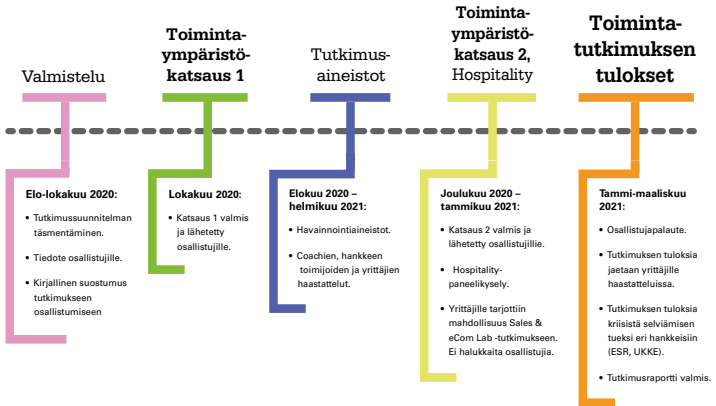 Valmistelu
Elo-lokakuu 2020:
• Tutkimussuunnitelman
täsmentäminen.
• Tiedote osallistujille.
• Kirjallinen suostumus
tutkimukseen
osallistumiseen
Toiminta-
ympäristö-
katsaus 1
Lokakuu 2020:
• Katsaus 1 valmis
ja lähetetty
osallistujille.
Tutkimus-
aineistot
Elokuu 2020 –
helmikuu 2021:
• Havainnointiaineistot.
• Coachien, hankkeen
toimijoiden ja yrittäjien
haastattelut.
Toiminta-
ympäristö-
katsaus 2,
Hospitality
Joulukuu 2020 –
tammikuu 2021:
• Katsaus 2 valmis ja
lähetetty osallistujillie.
• Hospitality-
paneelikysely.
• Yrittäjille tarjottiin
mahdollisuus Sales &
eCom Lab -tutkimukseen.
Ei halukkaita osallistujia.
Toiminta-
tutkimuksen
tulokset
Tammi-maaliskuu
2021:
• Osallistujapalaute.
• Tutkimuksen tuloksia
jaetaan yrittäjille
haastatteluissa.
• Tutkimuksen tuloksia
kriisistä selviämisen
tueksi eri hankkeisiin
(ESR, UKKE).
• Tutkimusraportti valmis.